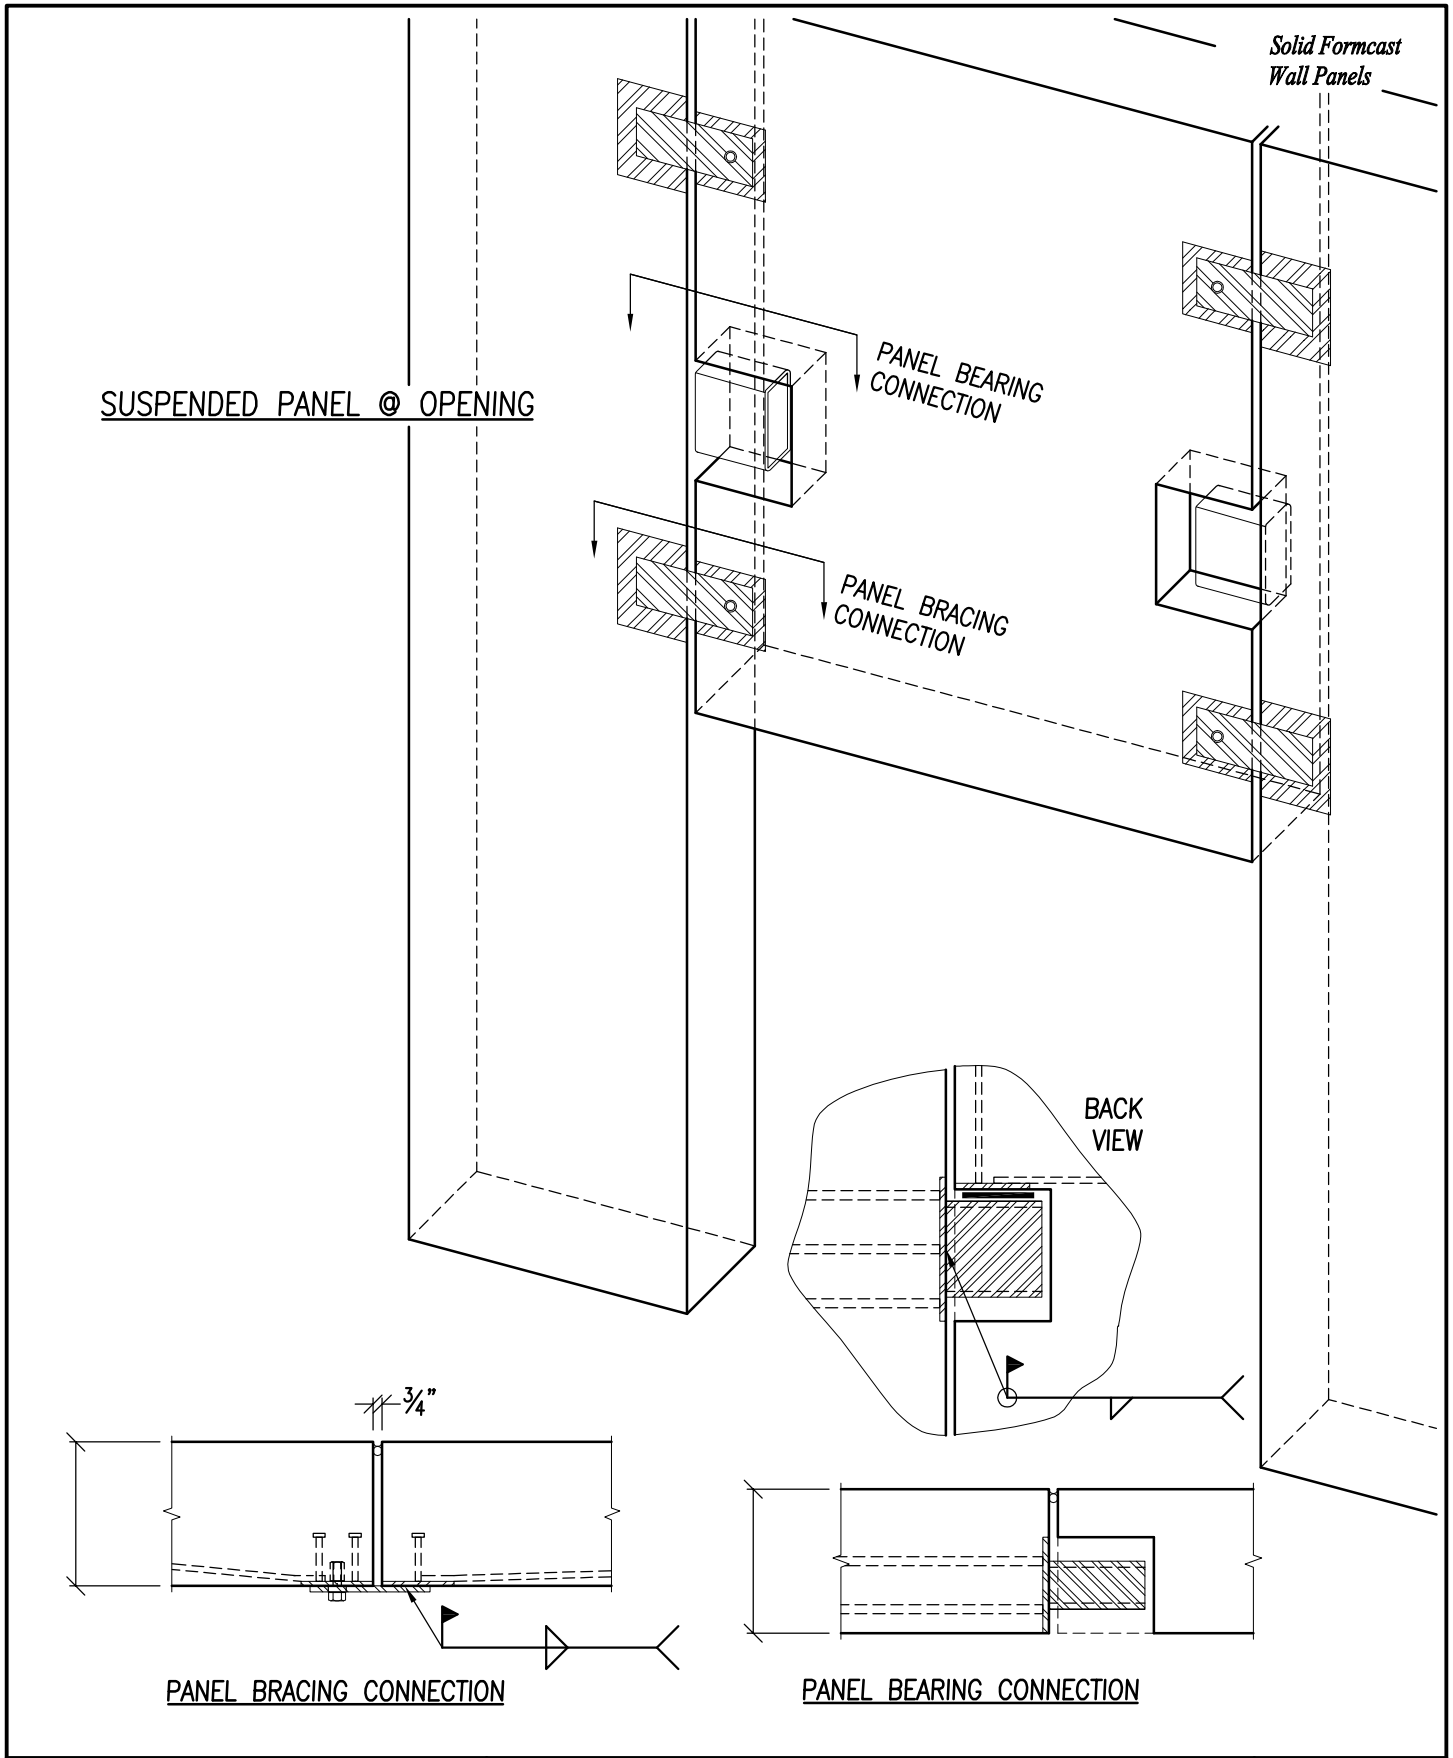 Solid Formcast
Wall Panels
PANEL BEARING
CONNECTION
SUSPENDED PANEL @ OPENING
PANEL BRACING
CONNECTION
BACK
VIEW
3/4"
PANEL BRACING CONNECTION
PANEL BEARING CONNECTION